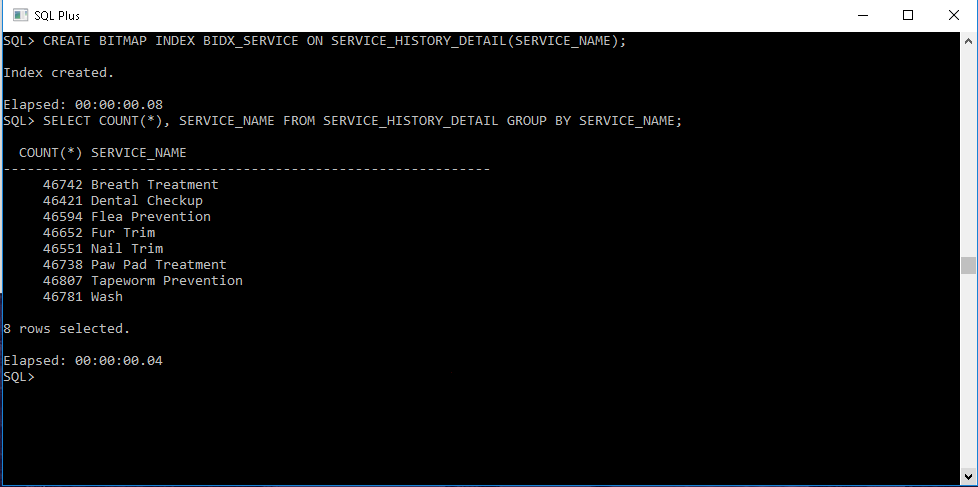 SQL Plus
SQL> CREATE BITMAP INDEX BIDX_SERVICE ON SERVICE_HISTORY_DETAIL(SERVICE_NAME);
Index created.
Elapsed: 00:00:00.08
SQL> SELECT COUNT(*), SERVICE_NAME FROM SERVICE_HISTORY_DETAIL GROUP BY SERVICE_NAME;
  COUNT(*) SERVICE_NAME
---------- --------------------------------------------------
     46742 Breath Treatment
     46421 Dental Checkup
     46594 Flea Prevention
     46652 Fur Trim
     46551 Nail Trim
     46738 Paw Pad Treatment
     46807 Tapeworm Prevention
     46781 Wash
8 rows selected.
Elapsed: 00:00:00.04
SQL>